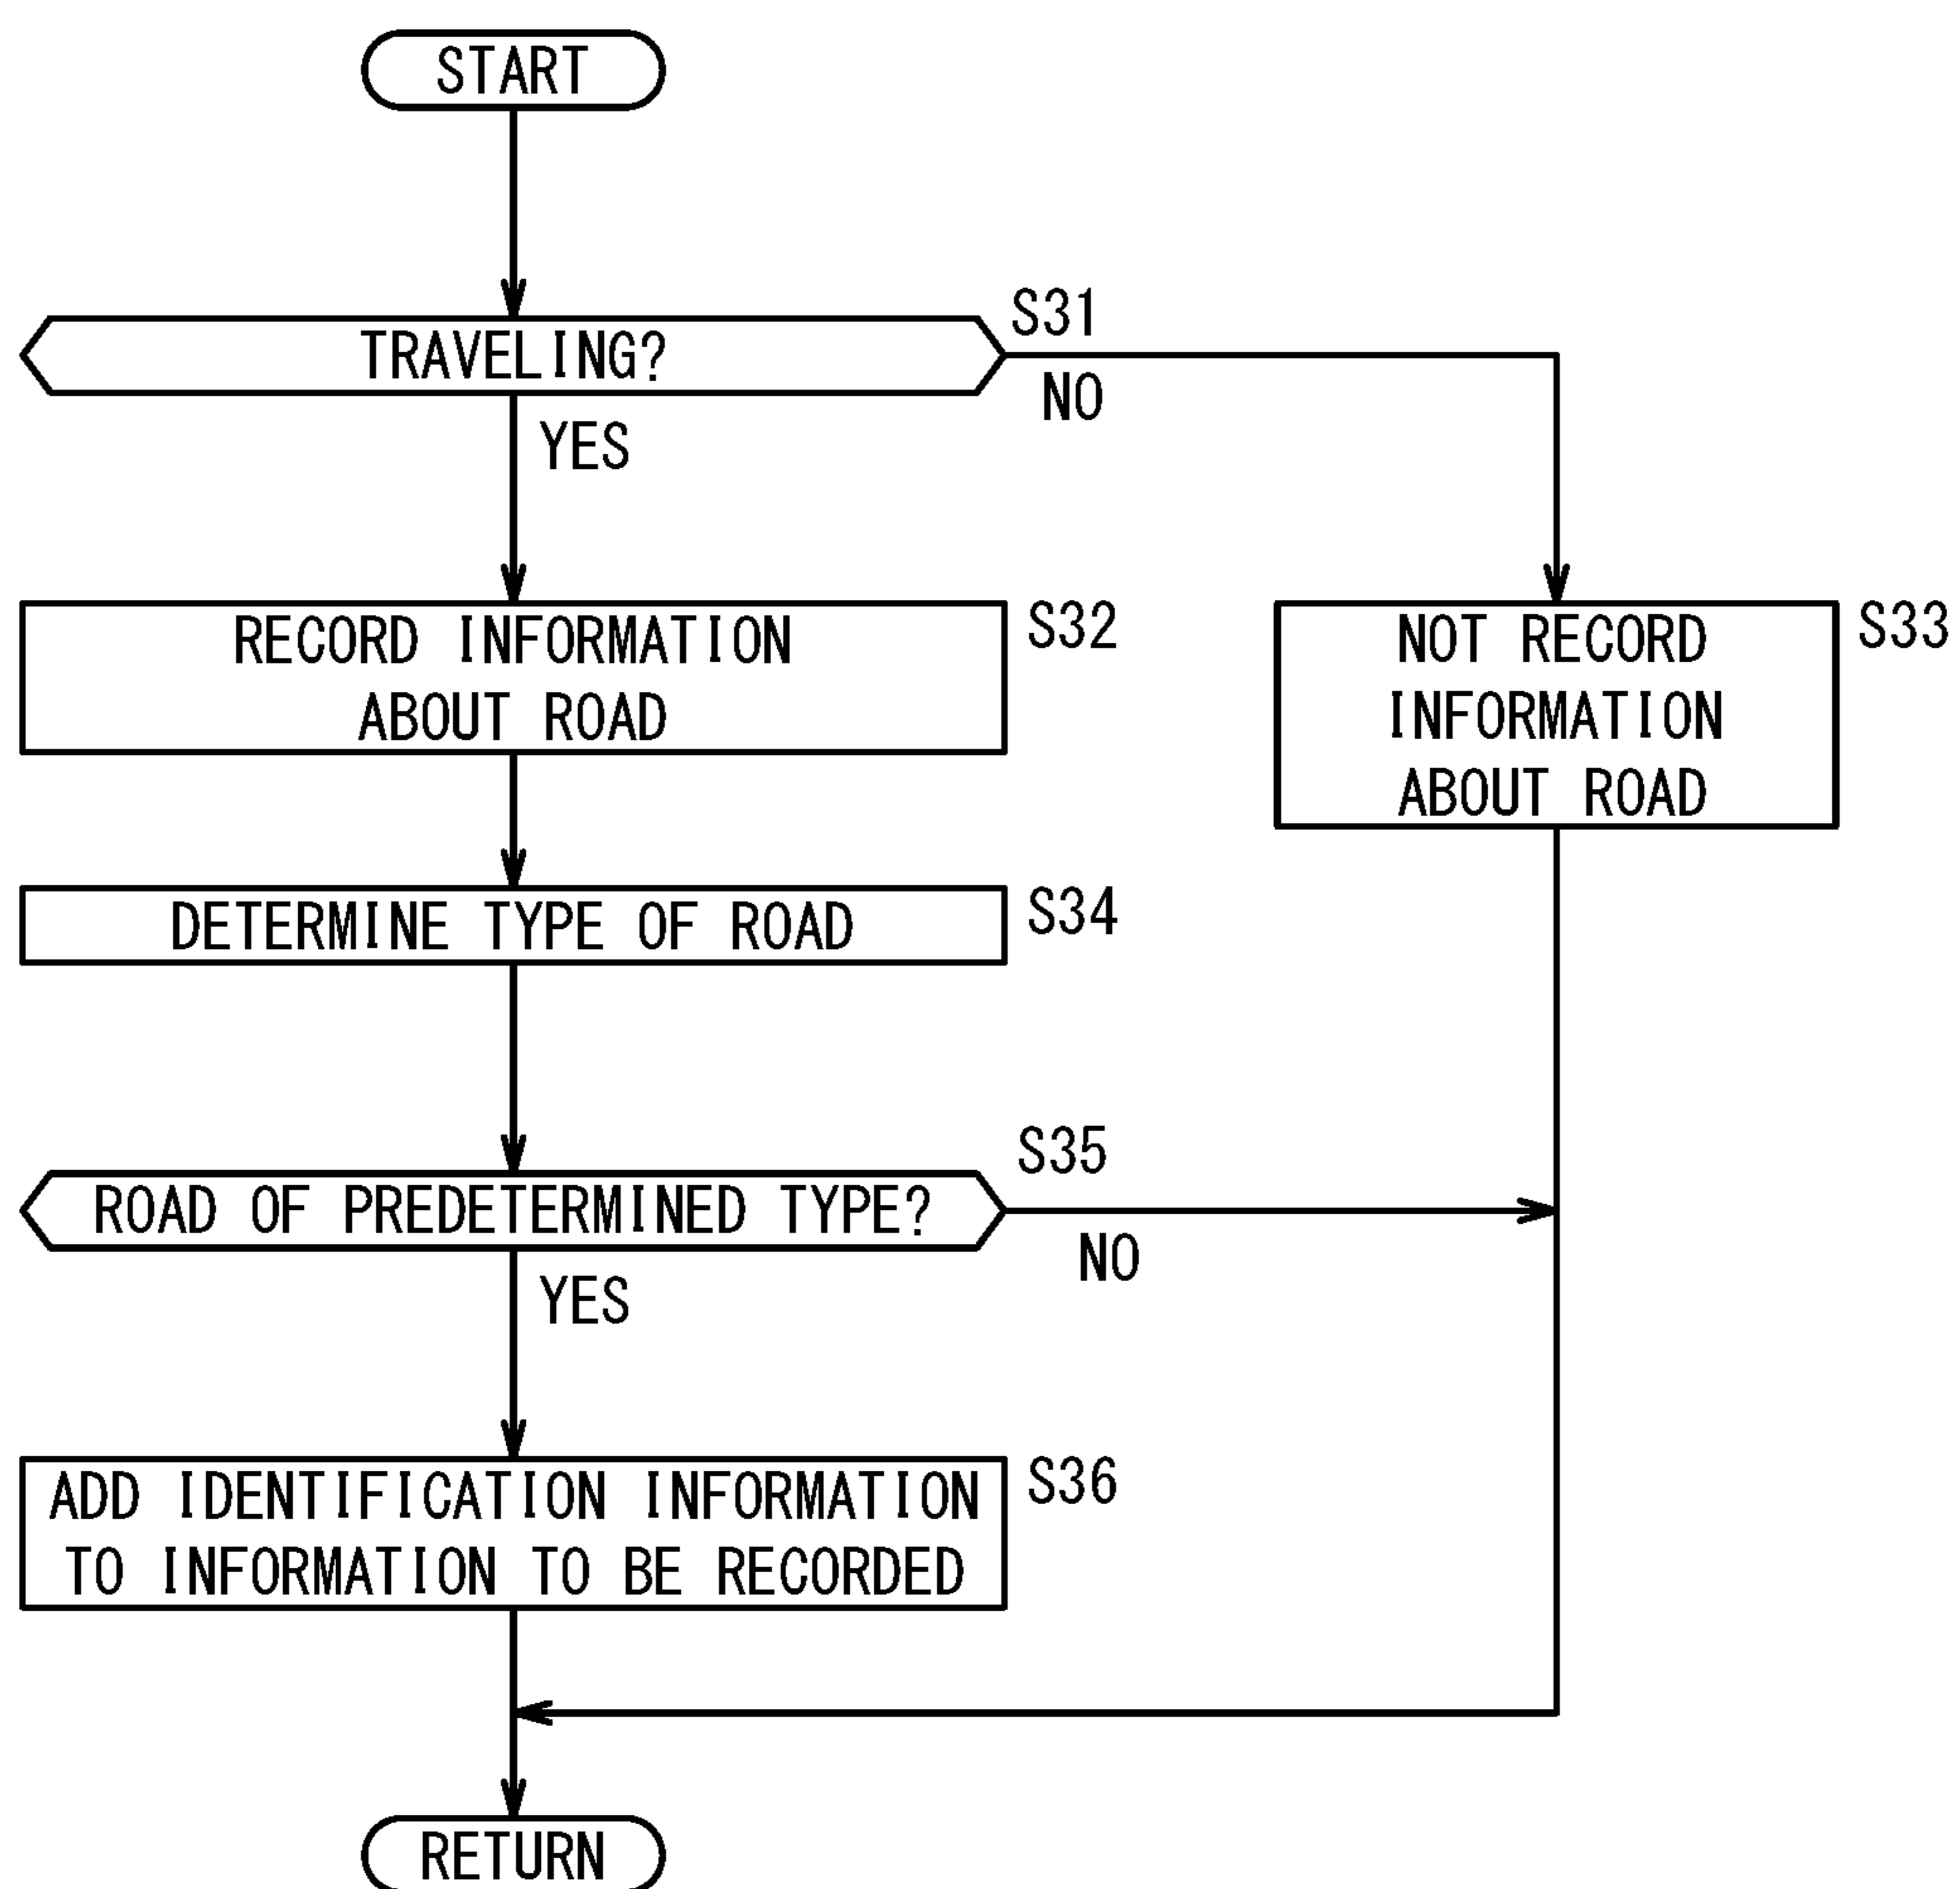 START
TRAVELING?
S31
NO
YES
RECORD INFORMATION
ABOUT ROAD
S32
NOT RECORD
INFORMATION
ABOUT ROAD
S33
DETERMINE TYPE OF ROAD
S34
ROAD OF PREDETERMINED TYPE?
S35
NO
YES
ADD IDENTIFICATION INFORMATION
TO INFORMATION TO BE RECORDED
S36
RETURN